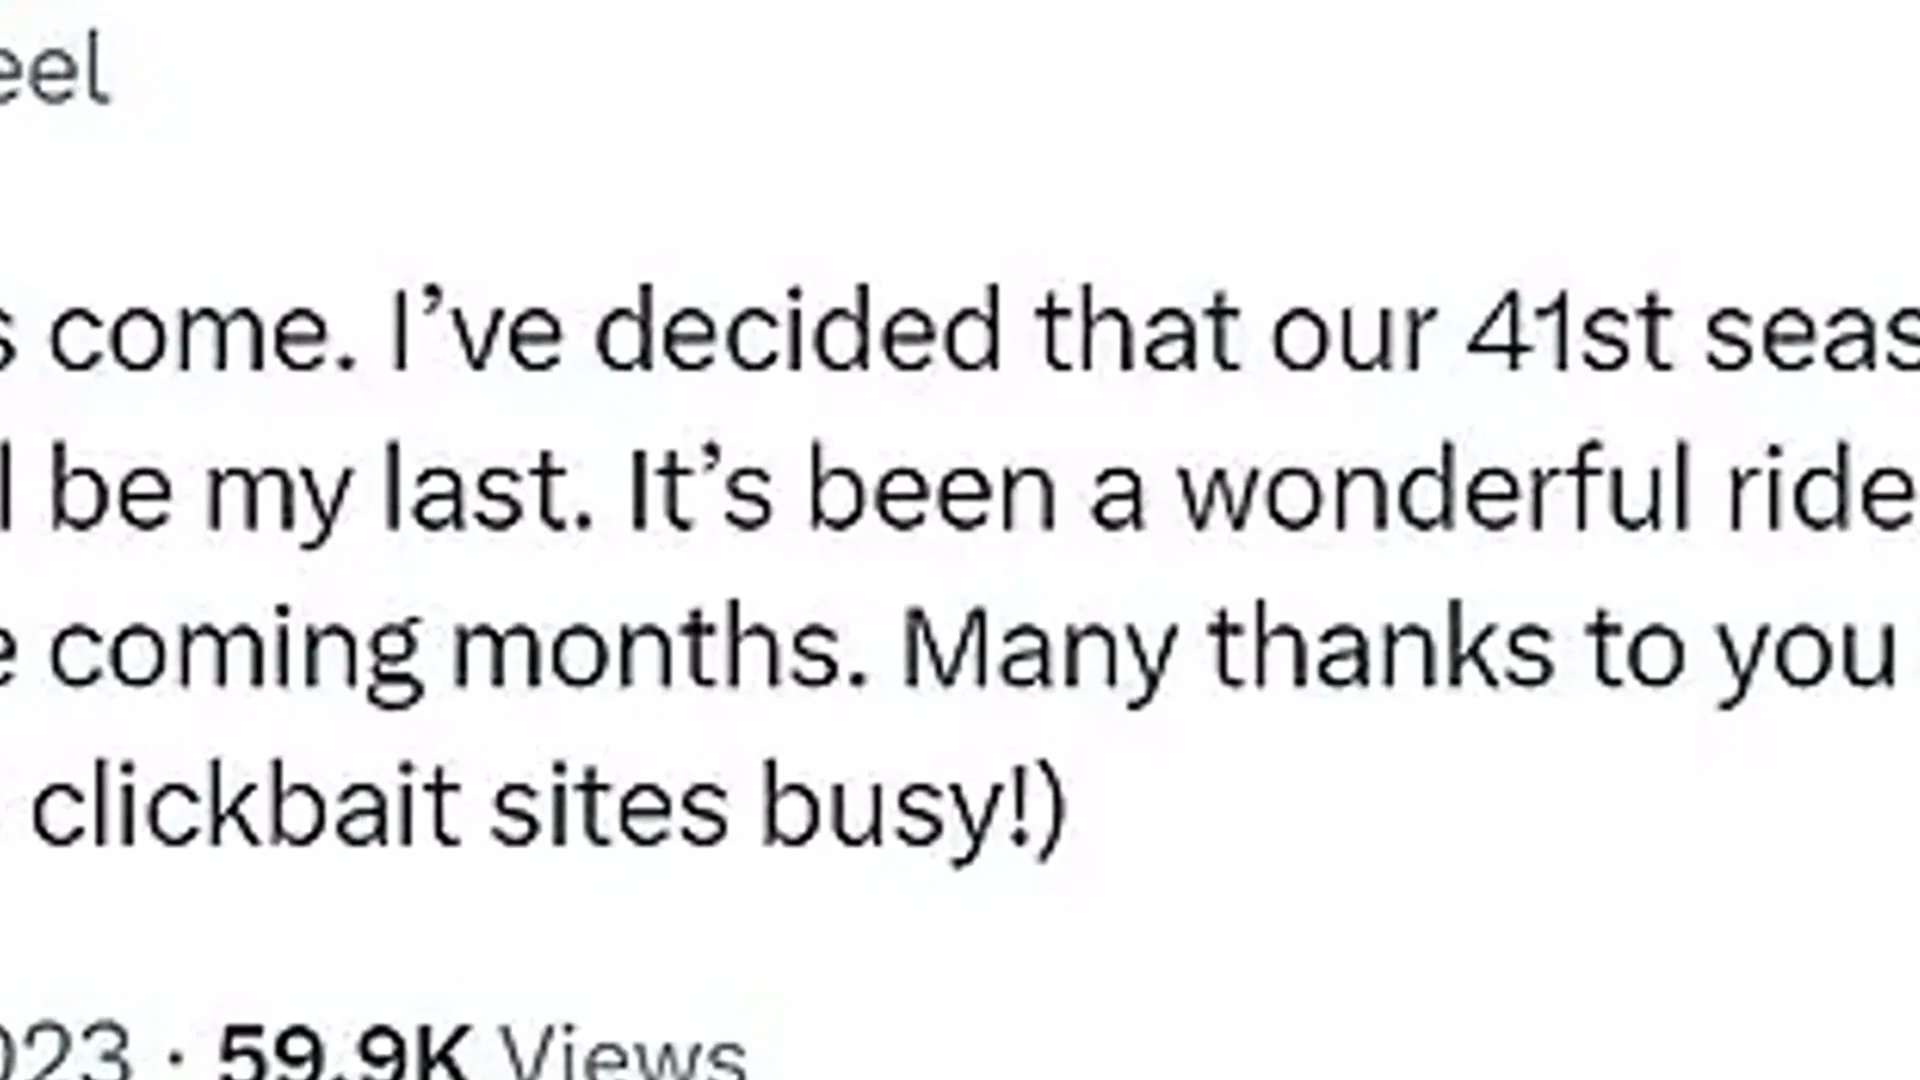 eel
s come. I’ve decided that our 41st seas
l be my last. It’s been a wonderful ride
e coming months. Many thanks to you
clickbait sites busy!)
023 · 59.9K Views